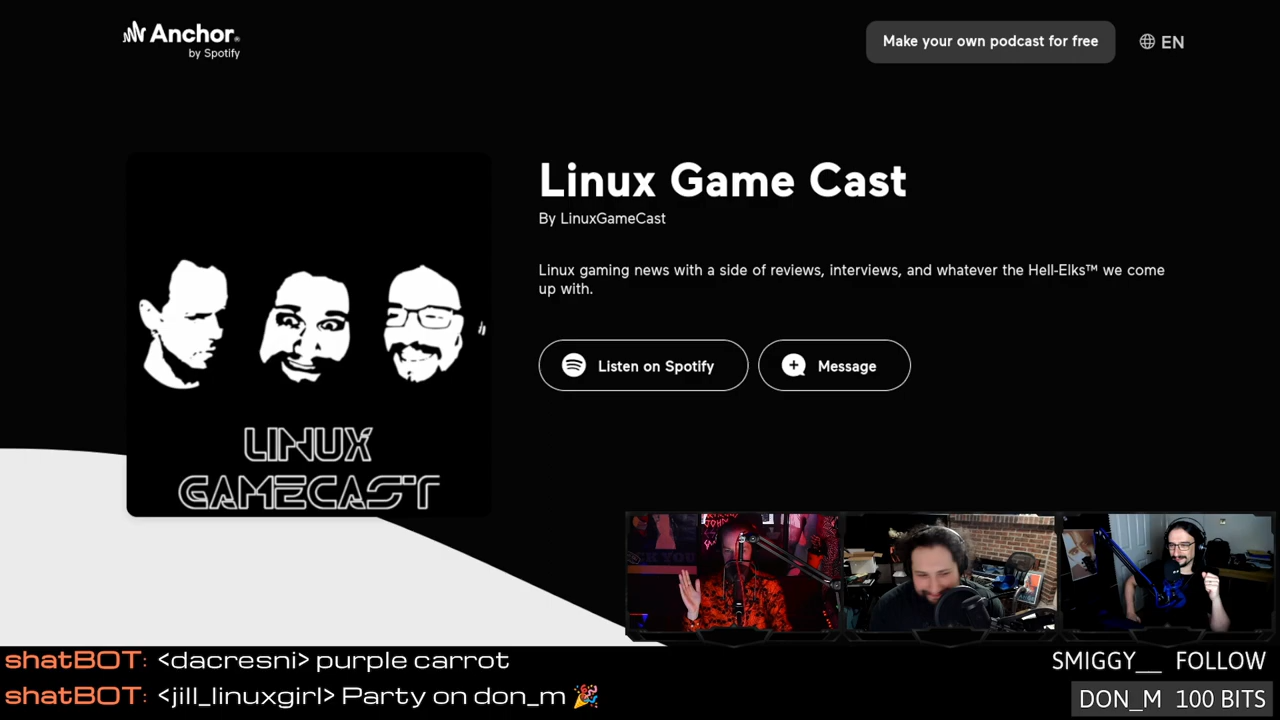 Anchor®
by Spotify
Make your own podcast for free
EN
Linux Game Cast
By LinuxGameCast
Linux gaming news with a side of reviews, interviews, and whatever the Hell-Elks™ we come
up with.
Listen on Spotify
Message
LINUX
GAMECAST
shatBOT: <dacresni> purple carrot
shatBOT: <jill_linuxgirl> Party on don_m 🎉
SMIGGY__ FOLLOW
DON_M 100 BITS